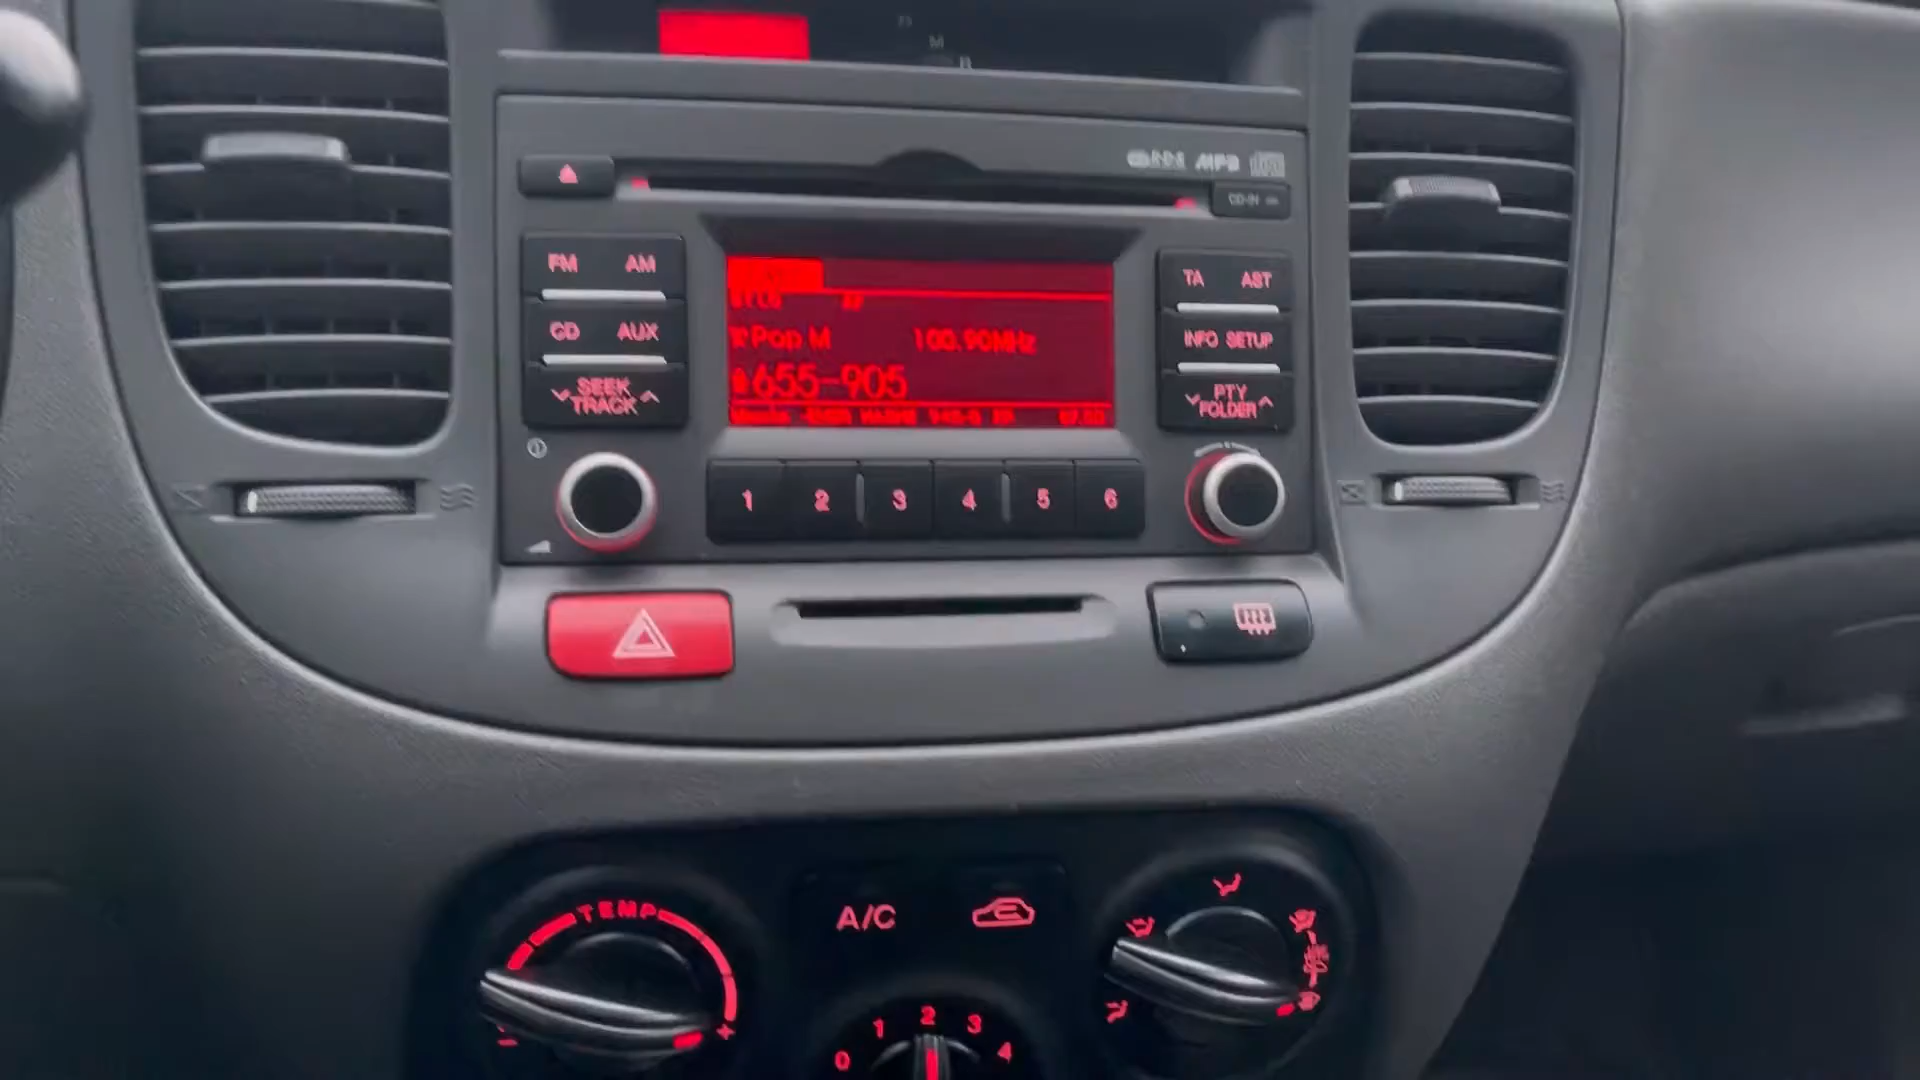 R·D·S MP3
CD-IN
FM AM
TA AST
CD AUX
INFO SETUP
SEEK
TRACK
PTY
FOLDER
Pop M 100.90MHz
655-905
1 2 3 4 5 6
TEMP
A/C
0 1 2 3 4